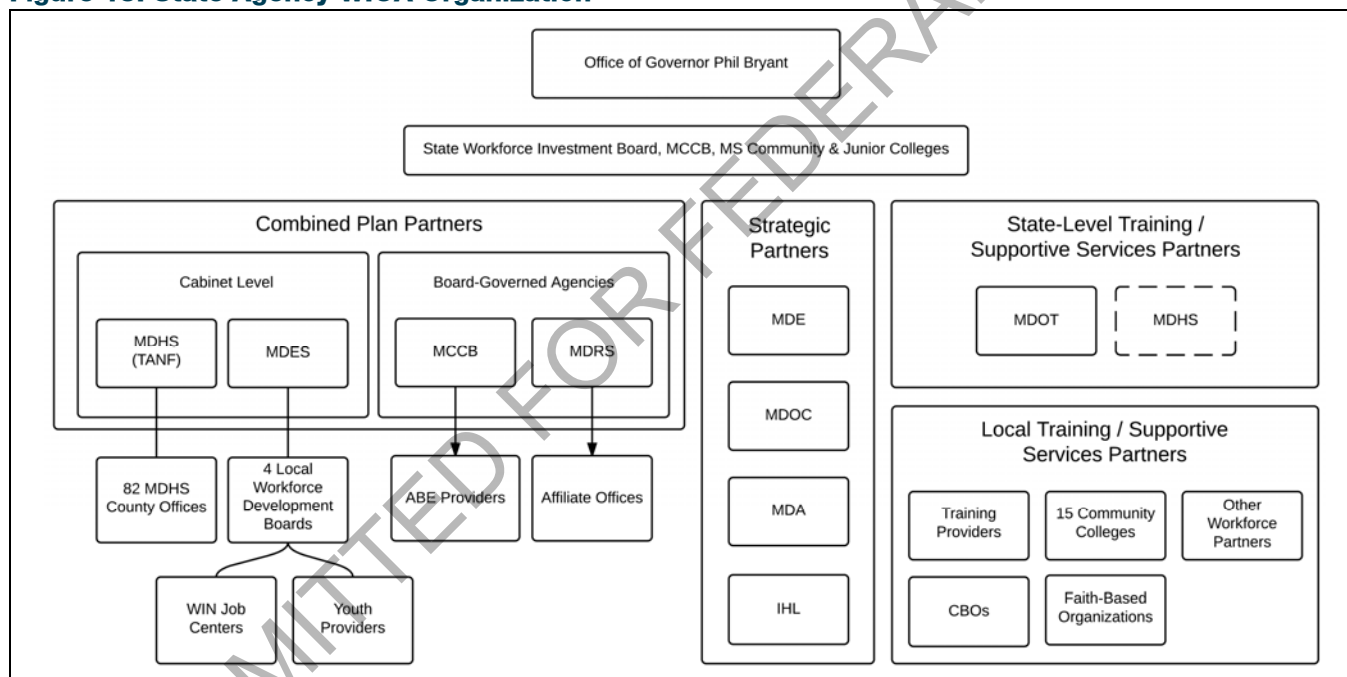 Figure 16: State Agency WIOA Organization
Office of Governor Phil Bryant
State Workforce Investment Board, MCCB, MS Community & Junior Colleges
Combined Plan Partners
Cabinet Level
MDHS
(TANF)
MDES
Board-Governed Agencies
MCCB
MDRS
82 MDHS
County Offices
4 Local
Workforce
Development
Boards
ABE Providers
Affiliate Offices
WIN Job
Centers
Youth
Providers
Strategic
Partners
MDE
MDOC
MDA
IHL
State-Level Training /
Supportive Services Partners
MDOT
MDHS
Local Training / Supportive
Services Partners
Training
Providers
15 Community
Colleges
Other
Workforce
Partners
CBOs
Faith-Based
Organizations
MITTED FOR FEDERA